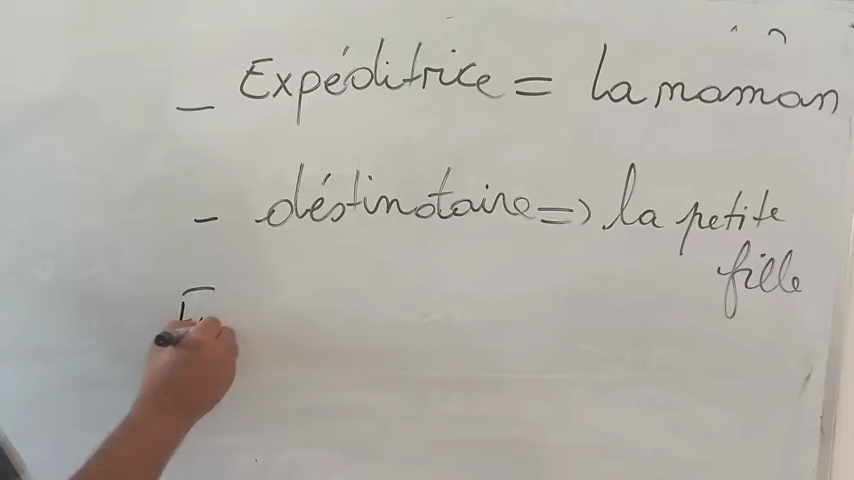 - Expéditrice = la maman
- déstinataire => la petite
fille